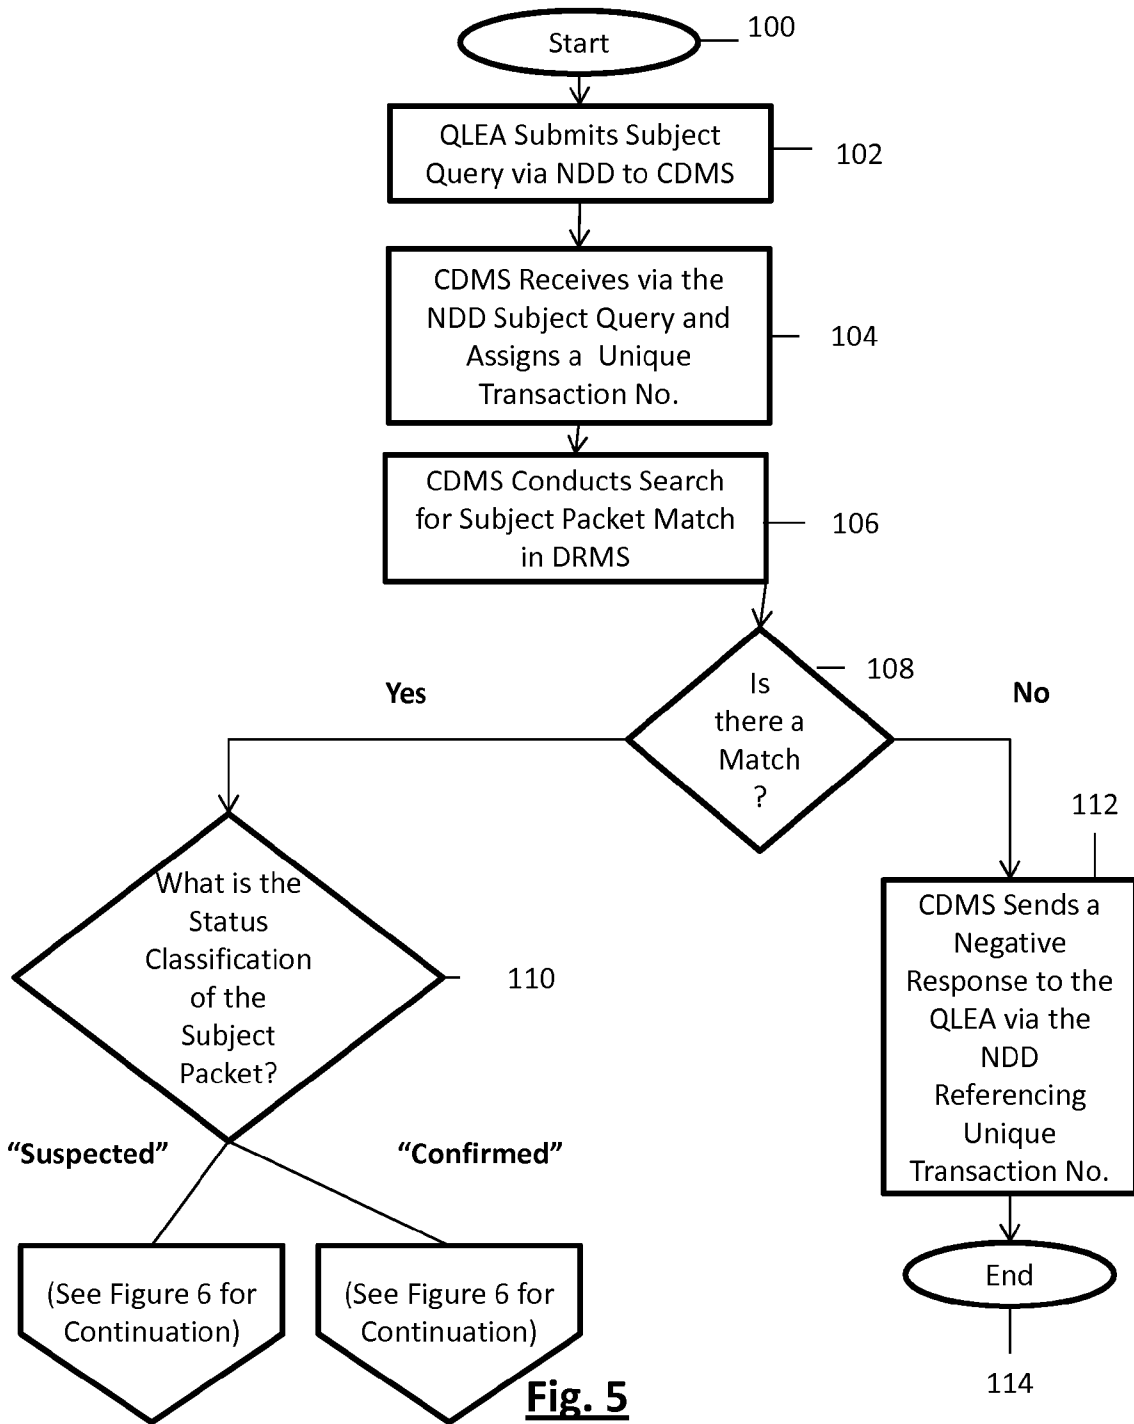 Start
100
QLEA Submits Subject
Query via NDD to CDMS
102
CDMS Receives via the
NDD Subject Query and
Assigns a Unique
Transaction No.
104
CDMS Conducts Search
for Subject Packet Match
in DRMS
106
Is
there a
Match
?
108
Yes
No
What is the
Status
Classification
of the
Subject
Packet?
110
112
CDMS Sends a
Negative
Response to the
QLEA via the
NDD
Referencing
Unique
Transaction No.
“Suspected”
“Confirmed”
(See Figure 6 for
Continuation)
(See Figure 6 for
Continuation)
End
114
Fig. 5